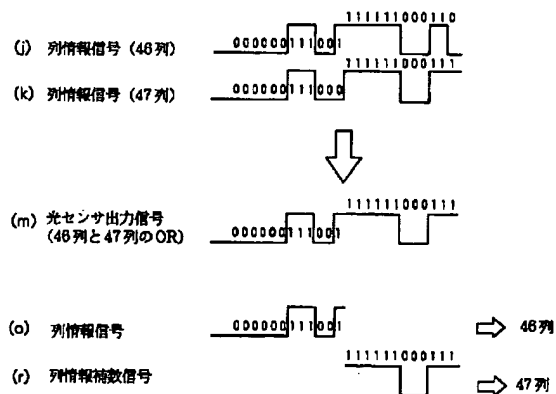 111111000110
(j) 列情報信号 (46列) 000000111001
111111000111
(k) 列情報信号 (47列) 000000111000
111111000111
(m) 光センサ出力信号 000000111001
(46列と47列のOR)
(o) 列情報信号 000000111001 46列
111111000111
(r) 列情報補数信号 47列